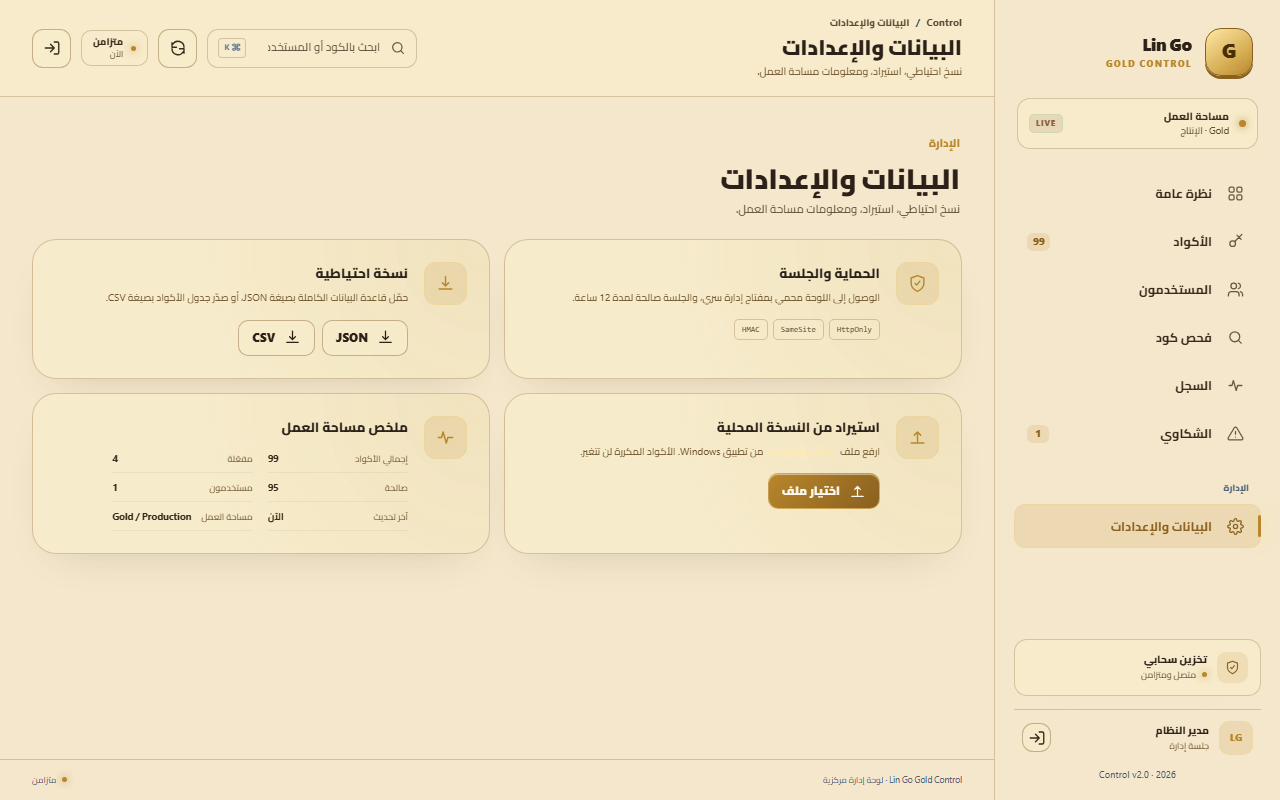 Lin Go
GOLD CONTROL
G
مساحة العمل
Gold · الإنتاج
LIVE
نظرة عامة
الأكواد
99
المستخدمون
فحص كود
السجل
الشكاوي
1
الإدارة
البيانات والإعدادات
تخزين سحابي
متصل ومتزامن
LG
مدير النظام
جلسة إدارة
Control v2.0 · 2026
Control / البيانات والإعدادات
البيانات والإعدادات
نسخ احتياطي، استيراد، ومعلومات مساحة العمل.
ابحث بالكود أو المستخد
⌘ K
متزامن
الآن
الإدارة
البيانات والإعدادات
نسخ احتياطي، استيراد، ومعلومات مساحة العمل.
الحماية والجلسة
الوصول إلى اللوحة محمي بمفتاح إدارة سري، والجلسة صالحة لمدة 12 ساعة.
HttpOnly
SameSite
HMAC
نسخة احتياطية
حمّل قاعدة البيانات الكاملة بصيغة JSON، أو صدّر جدول الأكواد بصيغة CSV.
JSON
CSV
استيراد من النسخة المحلية
ارفع ملف من تطبيق Windows. الأكواد المكررة لن تتغير.
اختيار ملف
ملخص مساحة العمل
إجمالي الأكواد 99
مفعّلة 4
صالحة 95
مستخدمون 1
آخر تحديث الآن
مساحة العمل Gold / Production
Lin Go Gold Control · لوحة إدارة مركزية
متزامن